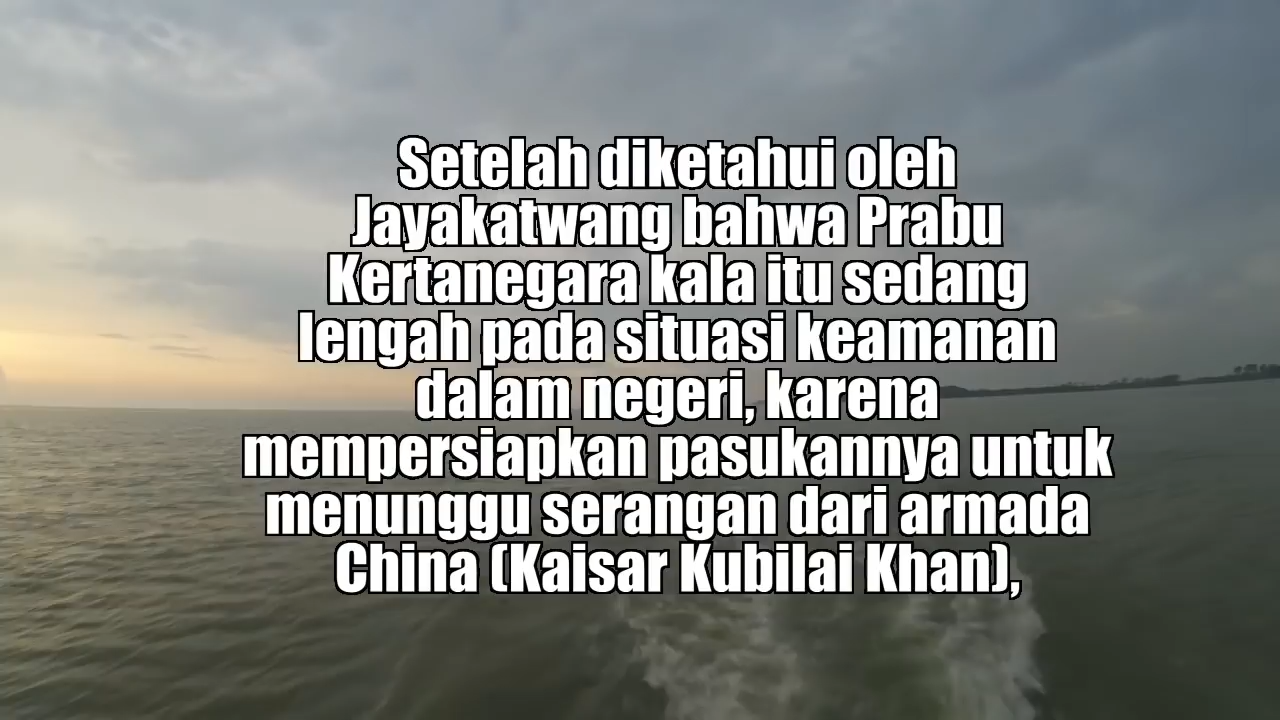 Setelah diketahui oleh
Jayakatwang bahwa Prabu
Kertanegara kala itu sedang
lengah pada situasi keamanan
dalam negeri, karena
mempersiapkan pasukannya untuk
menunggu serangan dari armada
China (Kaisar Kubilai Khan),